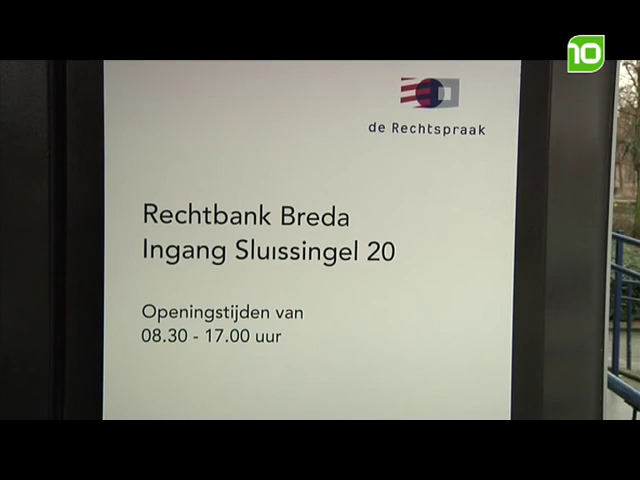 10
de Rechtspraak
Rechtbank Breda
Ingang Sluissingel 20
Openingstijden van
08.30 - 17.00 uur